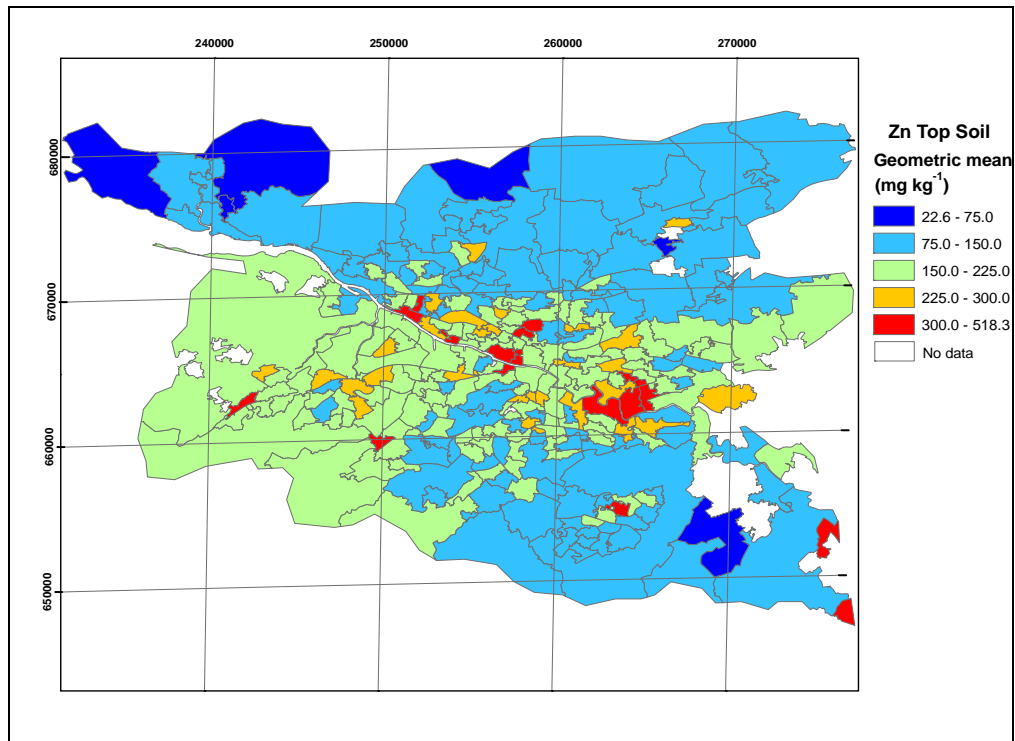 240000 250000 260000 270000
680000
670000
660000
650000
Zn Top Soil
Geometric mean
(mg kg⁻¹)
22.6 - 75.0
75.0 - 150.0
150.0 - 225.0
225.0 - 300.0
300.0 - 518.3
No data